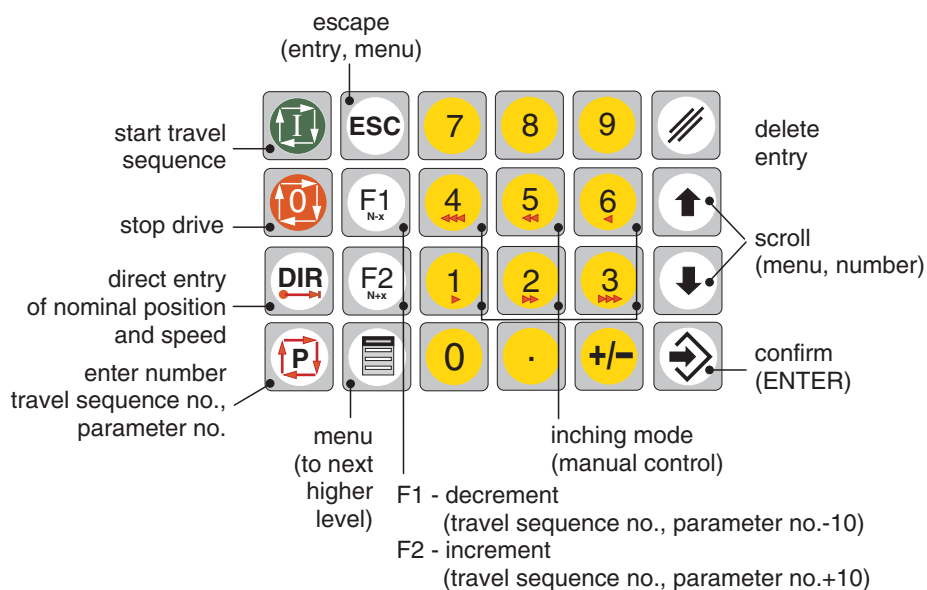 escape
(entry, menu)
start travel
sequence
I
ESC
7
8
9
delete
entry
stop drive
0
F1
N-x
4
5
6
scroll
(menu, number)
direct entry
of nominal position
and speed
DIR
F2
N+x
1
2
3
enter number
travel sequence no.,
parameter no.
P
0
.
+/-
confirm
(ENTER)
menu
(to next
higher
level)
inching mode
(manual control)
F1 - decrement
(travel sequence no., parameter no.-10)
F2 - increment
(travel sequence no., parameter no.+10)